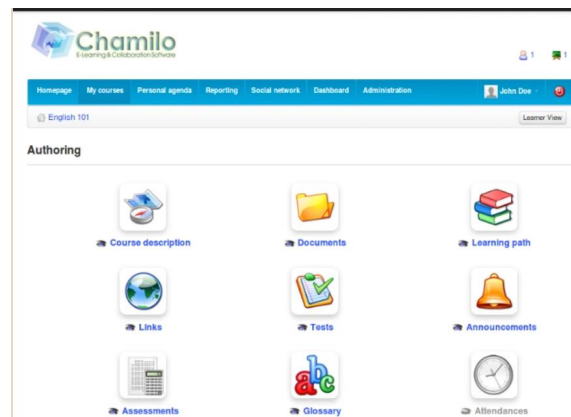 Chamilo
E-Learning & Collaboration Software
1 1
Homepage My courses Personal agenda Reporting Social network Dashboard Administration John Doe
English 101 Learner View
Authoring
Course description Documents Learning path
Links Tests Announcements
abc
Assessments Glossary Attendances